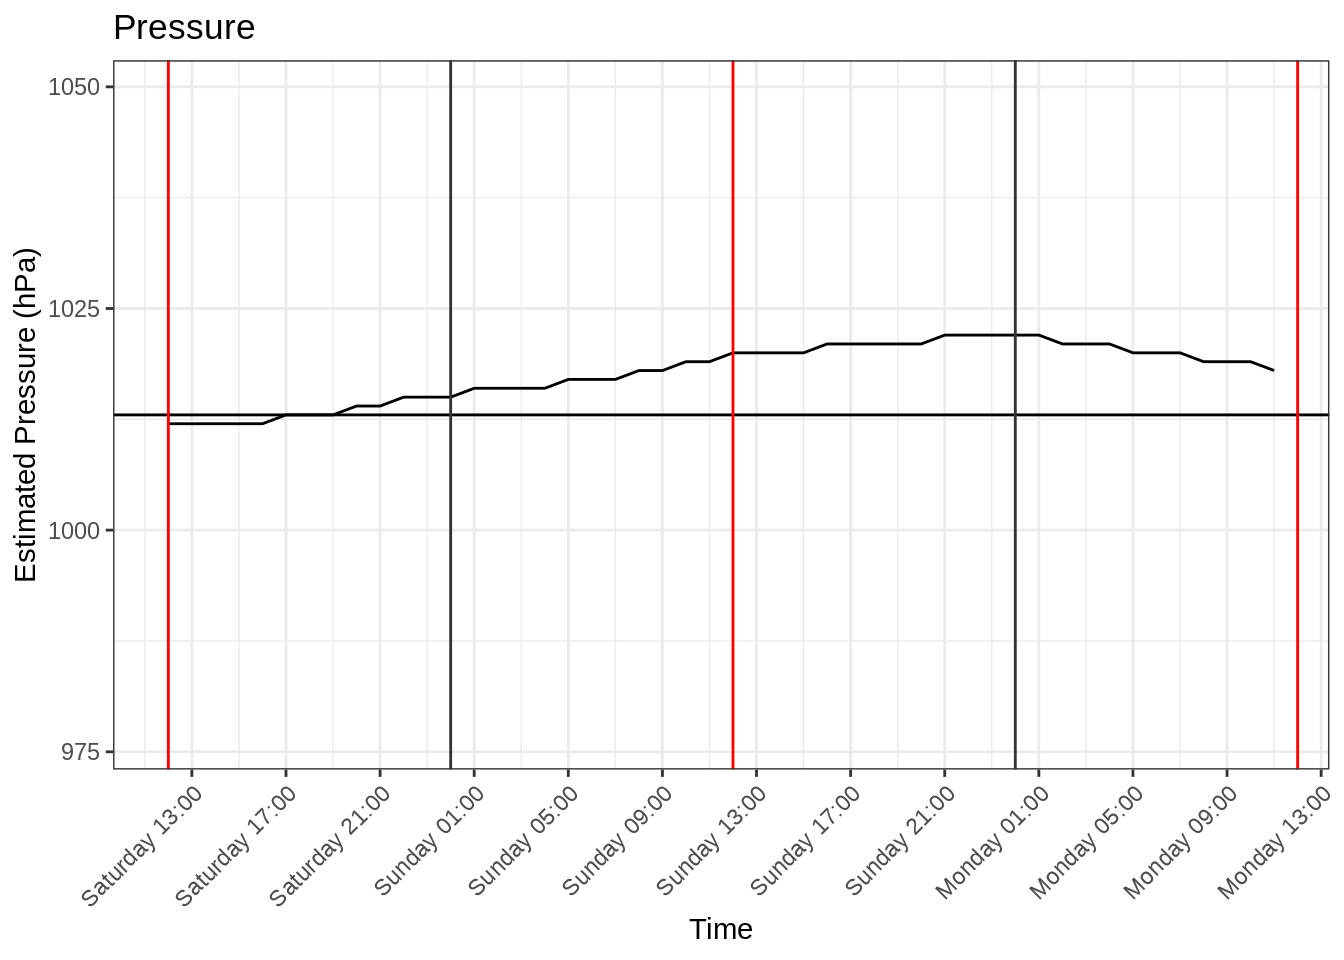 Pressure
1050
1025
1000
975
Estimated Pressure (hPa)
Saturday 13:00
Saturday 17:00
Saturday 21:00
Sunday 01:00
Sunday 05:00
Sunday 09:00
Sunday 13:00
Sunday 17:00
Sunday 21:00
Monday 01:00
Monday 05:00
Monday 09:00
Monday 13:00
Time